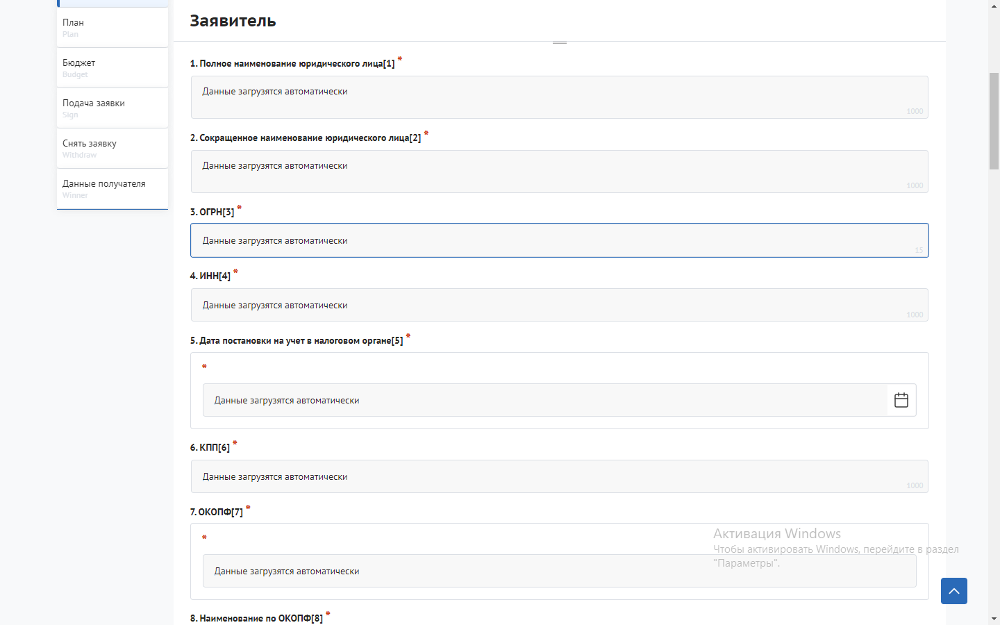 План
Plan
Бюджет
Budget
Подача заявки
Sign
Снять заявку
Withdraw
Данные получателя
Winner
Заявитель
1. Полное наименование юридического лица[1] *
Данные загрузятся автоматически
1000
2. Сокращенное наименование юридического лица[2] *
Данные загрузятся автоматически
1000
3. ОГРН[3] *
Данные загрузятся автоматически
15
4. ИНН[4] *
Данные загрузятся автоматически
1000
5. Дата постановки на учет в налоговом органе[5] *
*
Данные загрузятся автоматически
6. КПП[6] *
Данные загрузятся автоматически
1000
7. ОКОПФ[7] *
*
Данные загрузятся автоматически
8. Наименование по ОКОПФ[8] *
Активация Windows
Чтобы активировать Windows, перейдите в раздел
"Параметры".